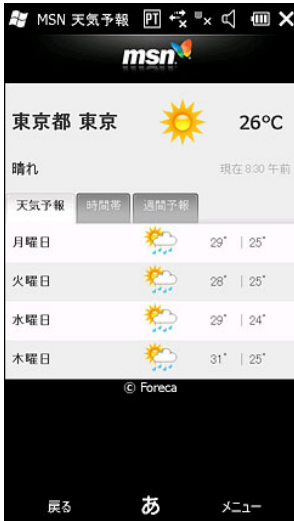 MSN 天気予報 PT
msn
東京都 東京 26°C
晴れ 現在 8:30 午前
天気予報 時間帯 週間予報
月曜日 29° | 25°
火曜日 28° | 25°
水曜日 29° | 24°
木曜日 31° | 25°
© Foreca
戻る あ メニュー